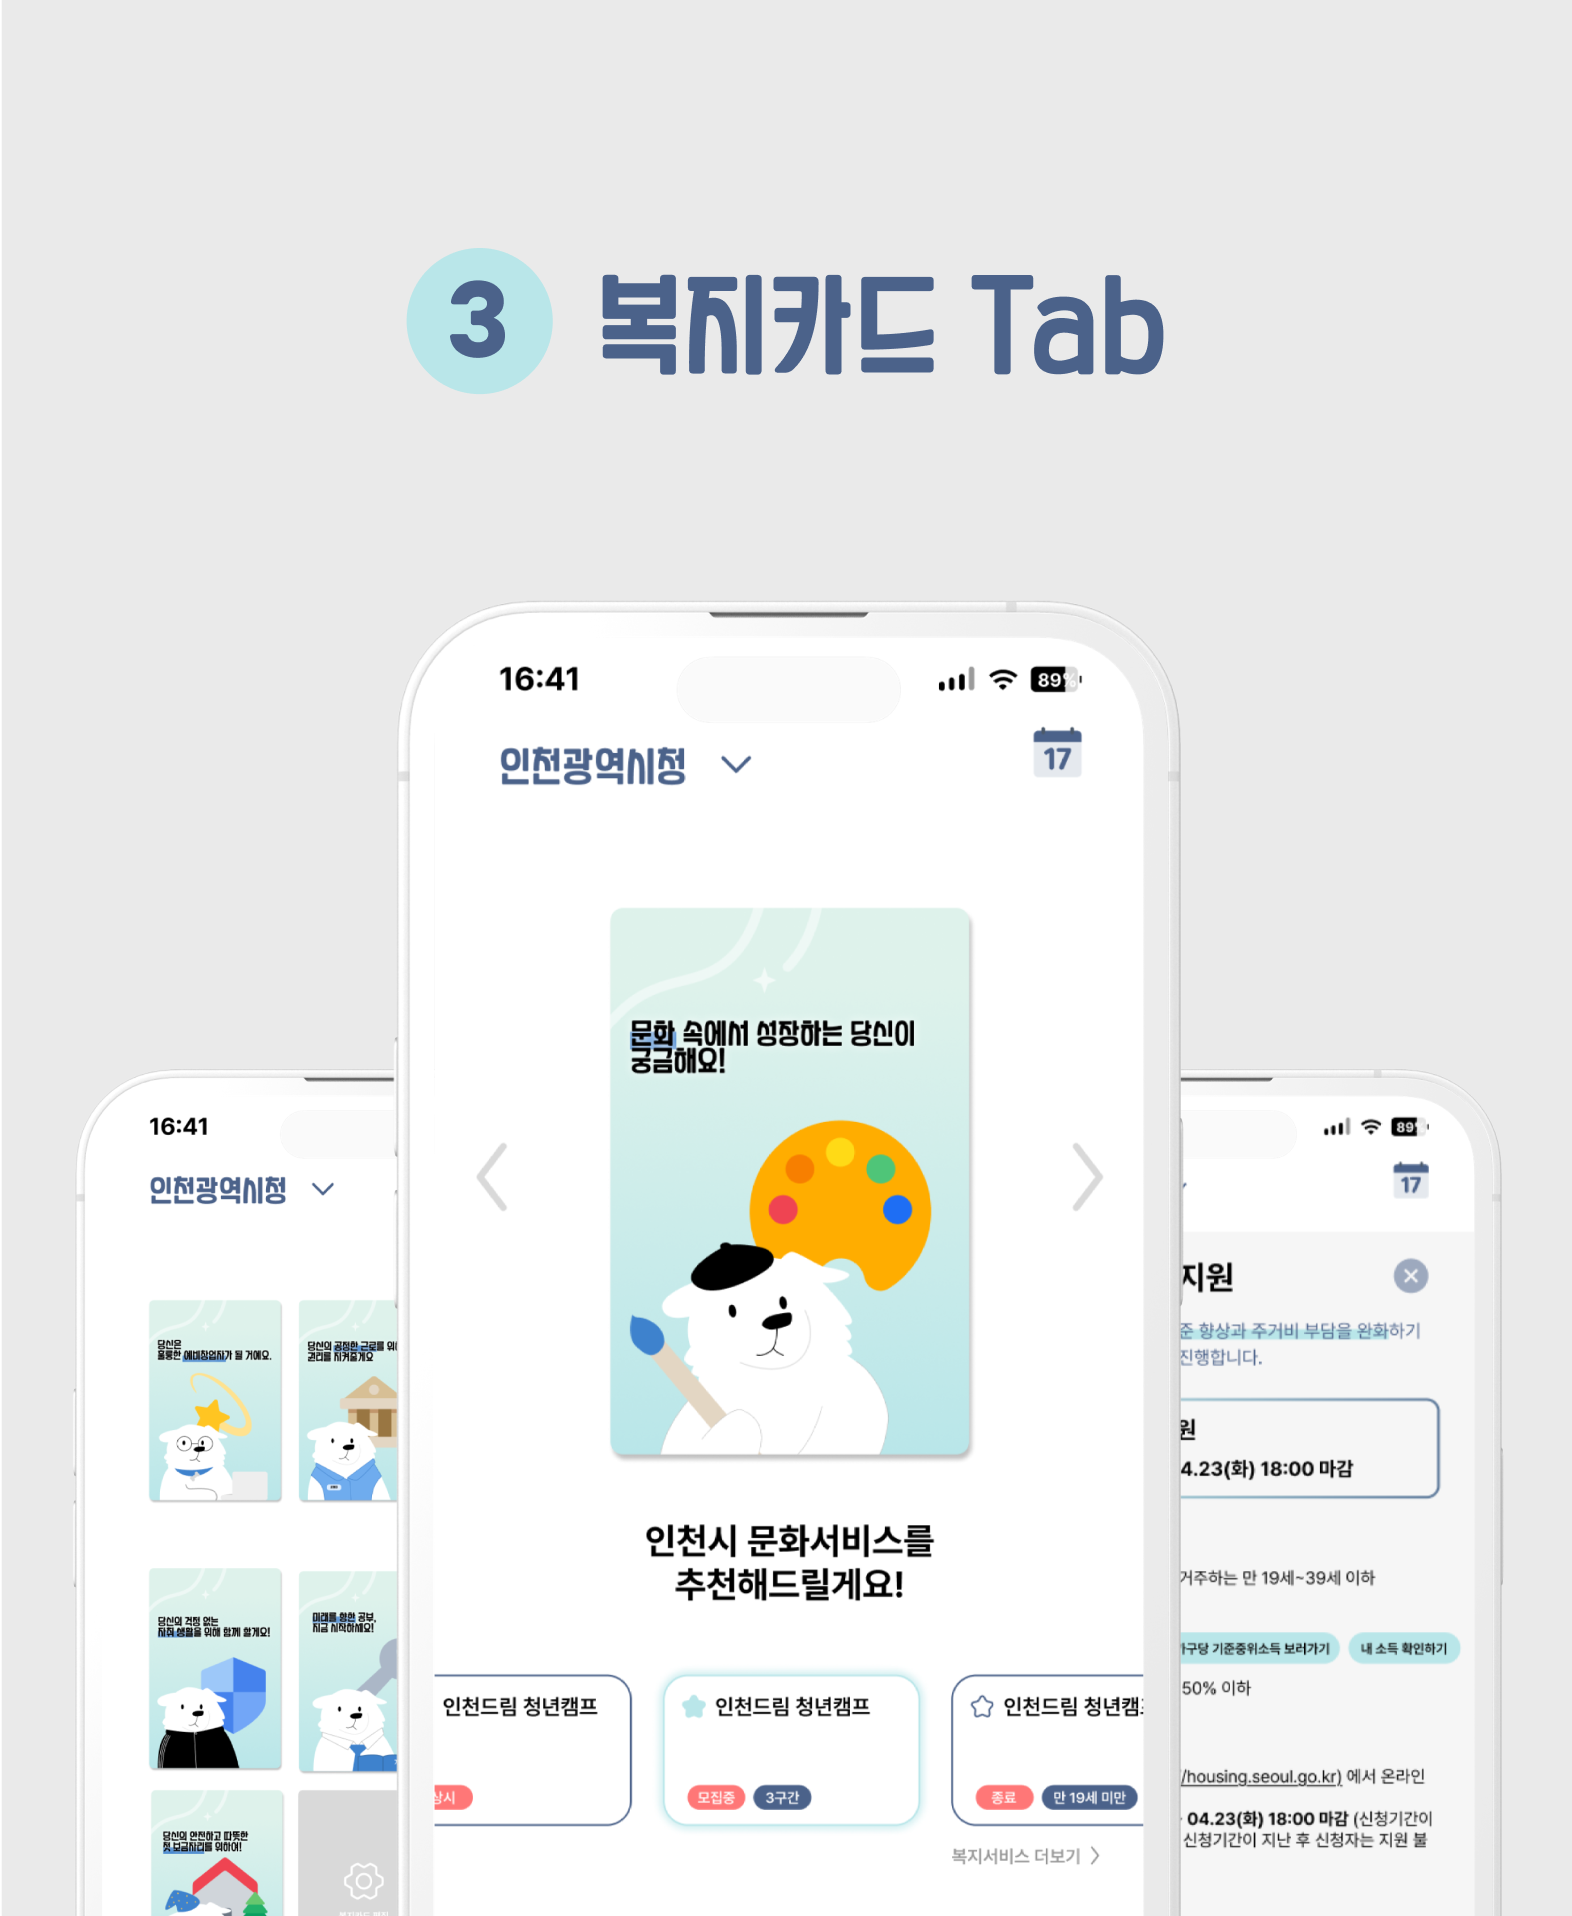 3 복지카드 Tab
16:41
89%
인천광역시청
17
문화 속에서 성장하는 당신이
궁금해요!
인천시 문화서비스를
추천해드릴게요!
인천드림 청년캠프
상시
인천드림 청년캠프
모집중 3구간
인천드림 청년캠
종료 만 19세 미만
복지서비스 더보기
16:41
인천광역시청
당신은
훌륭한 예비창업자가 될 거예요.
당신의 공정한 근로를 위
권리를 지켜줄게요
당신의 걱정 없는
자취 생활을 위해 함께 할게요!
미래를 향한 공부,
지금 시작하세요!
당신의 안전하고 따뜻한
첫 보금자리를 위하여!
89
17
지원
준 향상과 주거비 부담을 완화하기
진행합니다.
원
4.23(화) 18:00 마감
거주하는 만 19세~39세 이하
가구당 기준중위소득 보러가기
내 소득 확인하기
50% 이하
/housing.seoul.go.kr) 에서 온라인
04.23(화) 18:00 마감 (신청기간이
신청기간이 지난 후 신청자는 지원 불